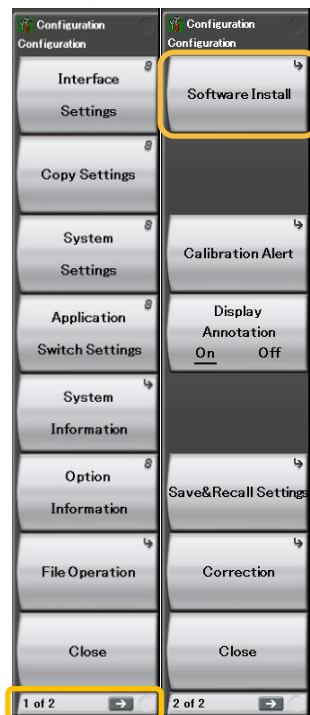 Configuration
Configuration
Interface
Settings
Copy Settings
System
Settings
Application
Switch Settings
System
Information
Option
Information
File Operation
Close
1 of 2
Configuration
Configuration
Software Install
Calibration Alert
Display
Annotation
On Off
Save&Recall Settings
Correction
Close
2 of 2